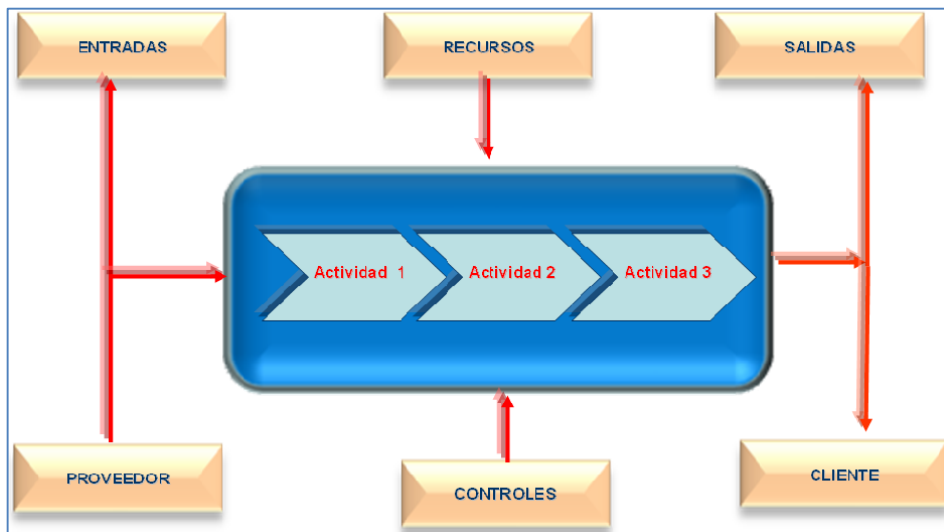 ENTRADAS
RECURSOS
SALIDAS
Actividad 1
Actividad 2
Actividad 3
PROVEEDOR
CONTROLES
CLIENTE